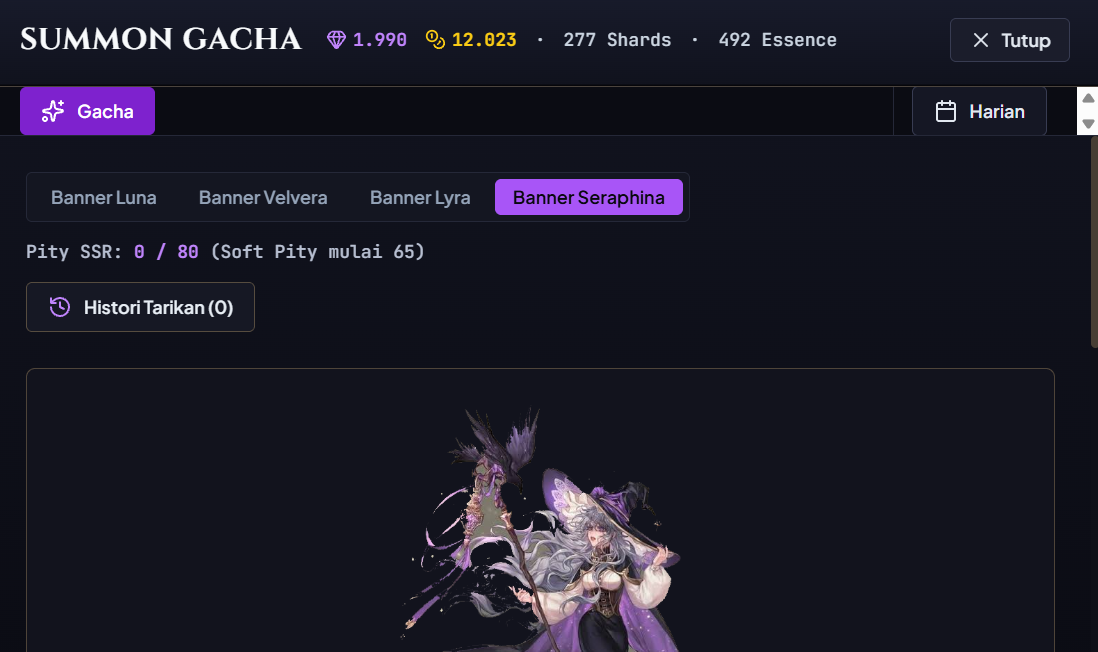 SUMMON GACHA 1.990 12.023 · 277 Shards · 492 Essence Tutup
Gacha Harian
Banner Luna Banner Velvera Banner Lyra Banner Seraphina
Pity SSR: 0 / 80 (Soft Pity mulai 65)
Histori Tarikan (0)